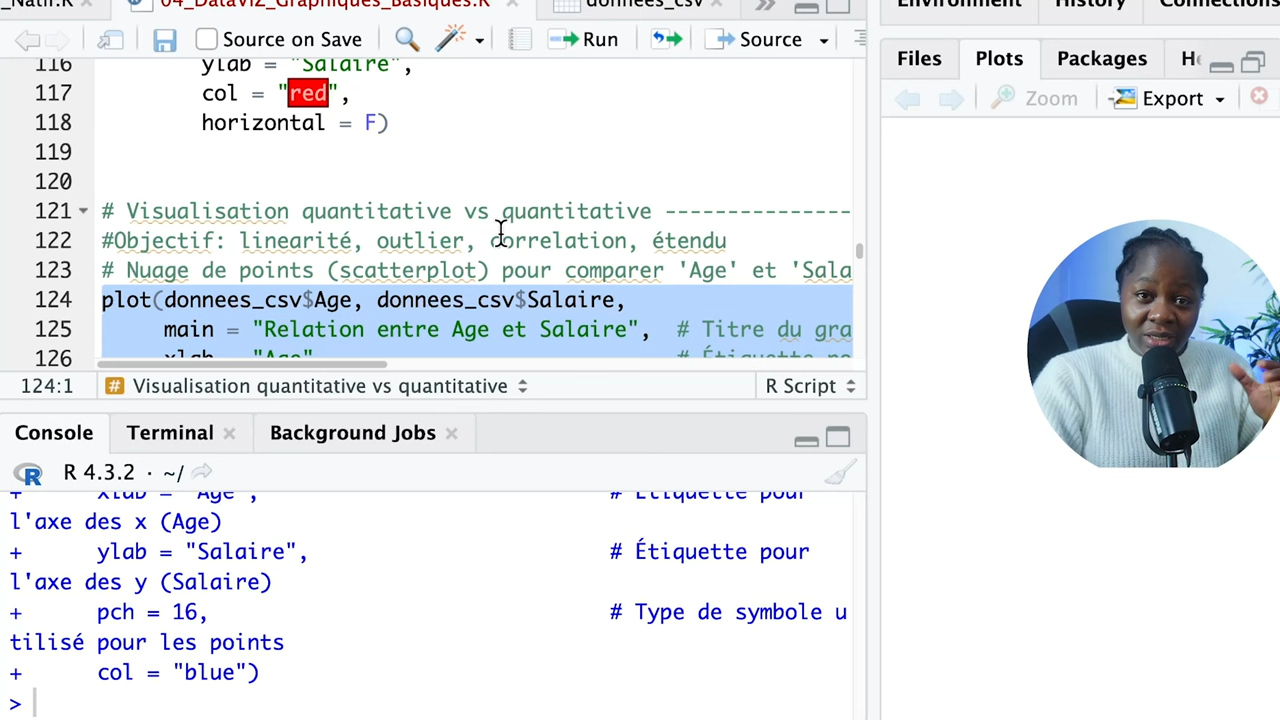 _Natif.R
04_DataViz_Graphiques_Basiques.R
donnees_csv
Environment
History
Connections
Source on Save
Run
Source
Files
Plots
Packages
He
Zoom
Export
116 ylab = "Salaire",
117 col = "red",
118 horizontal = F)
119
120
121 # Visualisation quantitative vs quantitative ---------------
122 #Objectif: linearité, outlier, correlation, étendu
123 # Nuage de points (scatterplot) pour comparer 'Age' et 'Sala
124 plot(donnees_csv$Age, donnees_csv$Salaire,
125 main = "Relation entre Age et Salaire", # Titre du gra
126 xlab = "Age" # Étiquette po
124:1 # Visualisation quantitative vs quantitative R Script
Console Terminal Background Jobs
R R 4.3.2 · ~/
+ xlab = "Age", # Étiquette pour
l'axe des x (Age)
+ ylab = "Salaire", # Étiquette pour
l'axe des y (Salaire)
+ pch = 16, # Type de symbole u
tilisé pour les points
+ col = "blue")
>